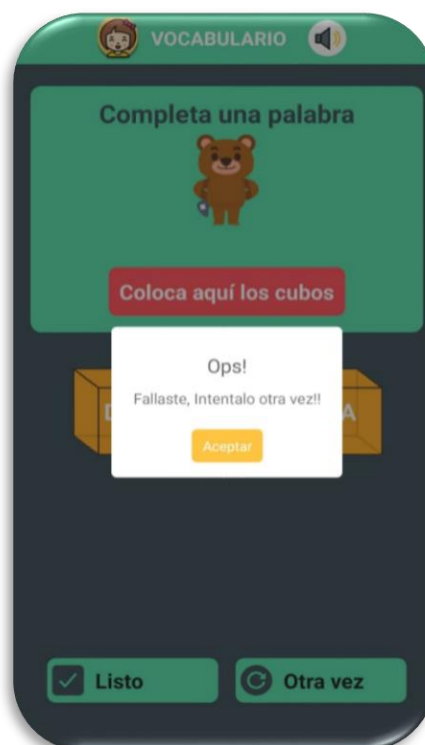 VOCABULARIO
Completa una palabra
Coloca aquí los cubos
Ops!
Fallaste, Intentalo otra vez!!
Aceptar
A
Listo
Otra vez